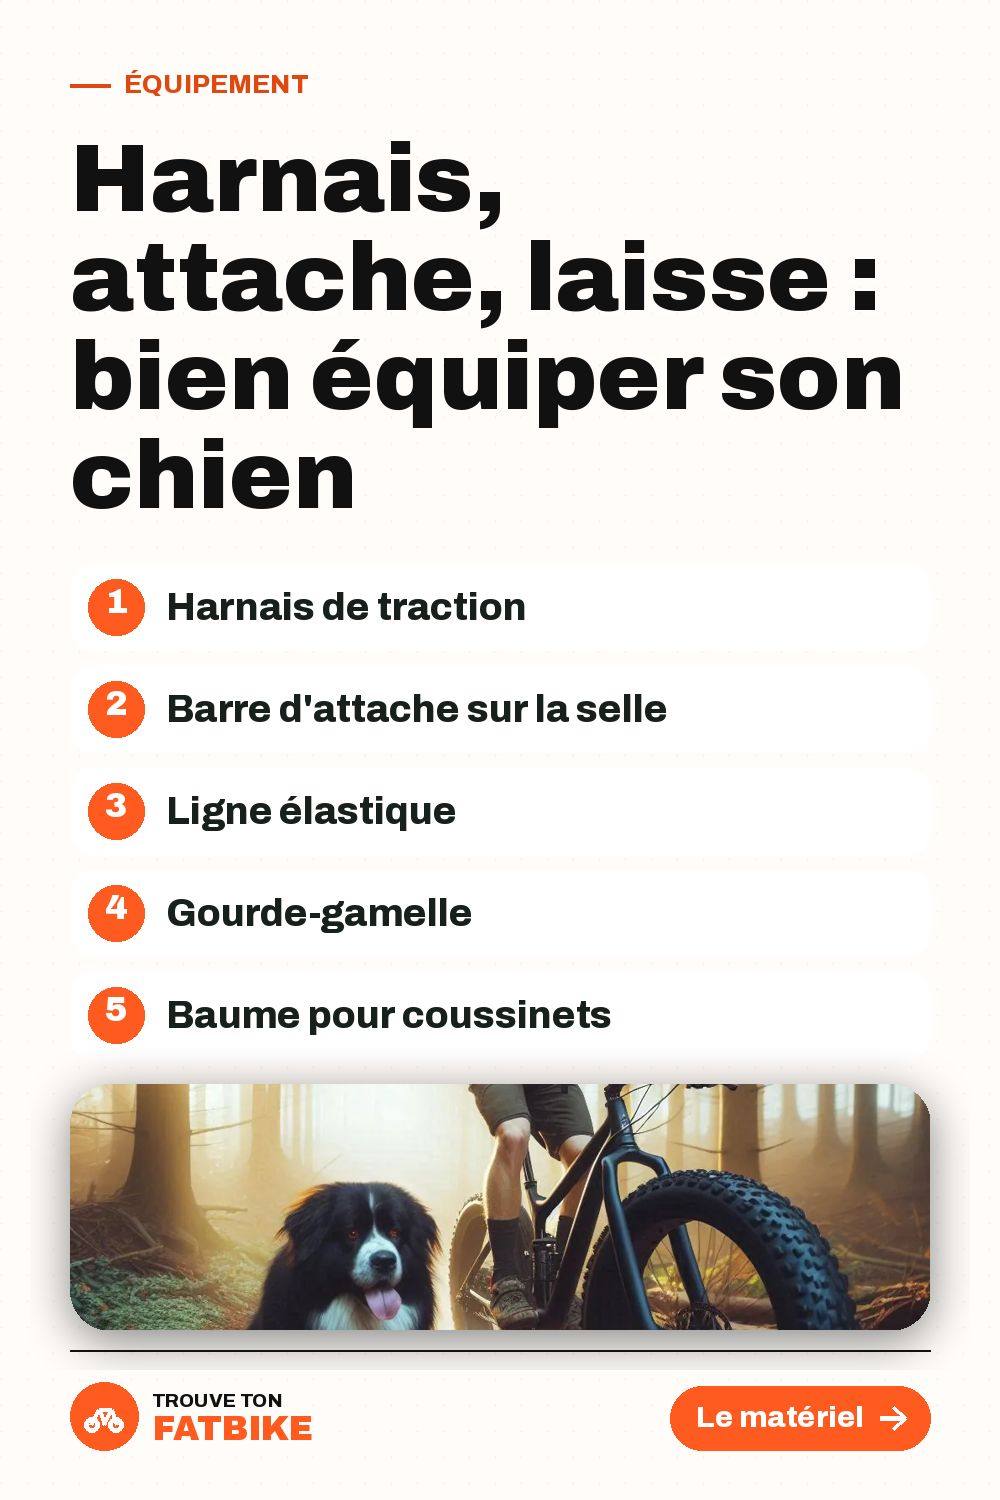 ÉQUIPEMENT
Harnais,
attache, laisse :
bien équiper son
chien
1 Harnais de traction
2 Barre d'attache sur la selle
3 Ligne élastique
4 Gourde-gamelle
5 Baume pour coussinets
TROUVE TON
FATBIKE
Le matériel →